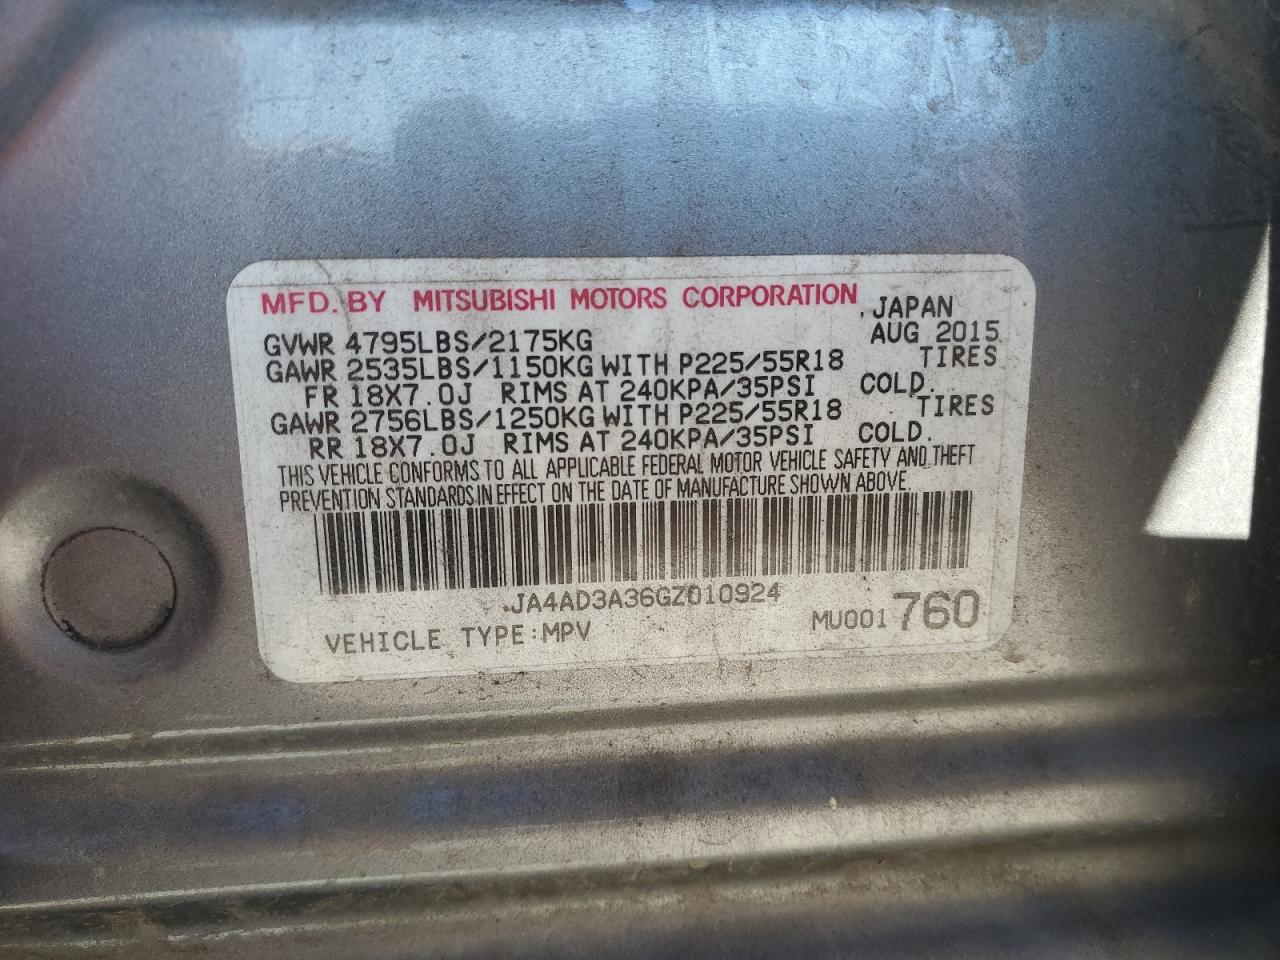 MFD. BY MITSUBISHI MOTORS CORPORATION JAPAN
GVWR 4795LBS/2175KG AUG 2015
GAWR 2535LBS/1150KG WITH P225/55R18 TIRES
FR 18X7.0J RIMS AT 240KPA/35PSI COLD.
GAWR 2756LBS/1250KG WITH P225/55R18 TIRES
RR 18X7.0J RIMS AT 240KPA/35PSI COLD.
THIS VEHICLE CONFORMS TO ALL APPLICABLE FEDERAL MOTOR VEHICLE SAFETY AND THEFT
PREVENTION STANDARDS IN EFFECT ON THE DATE OF MANUFACTURE SHOWN ABOVE.
JA4AD3A36GZ010924
VEHICLE TYPE:MPV MU001 760